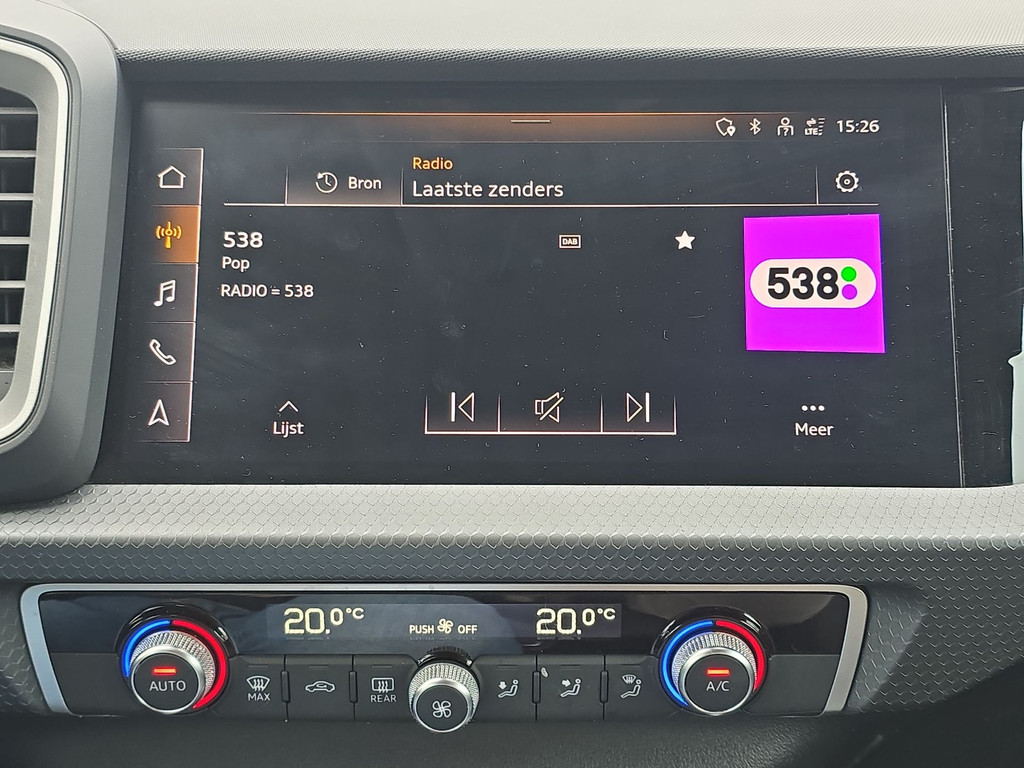 LTE 15:26
Radio
Bron Laatste zenders
538 DAB
Pop
RADIO = 538
538
Lijst
Meer
20.0°C PUSH OFF 20.0°C
AUTO MAX REAR A/C